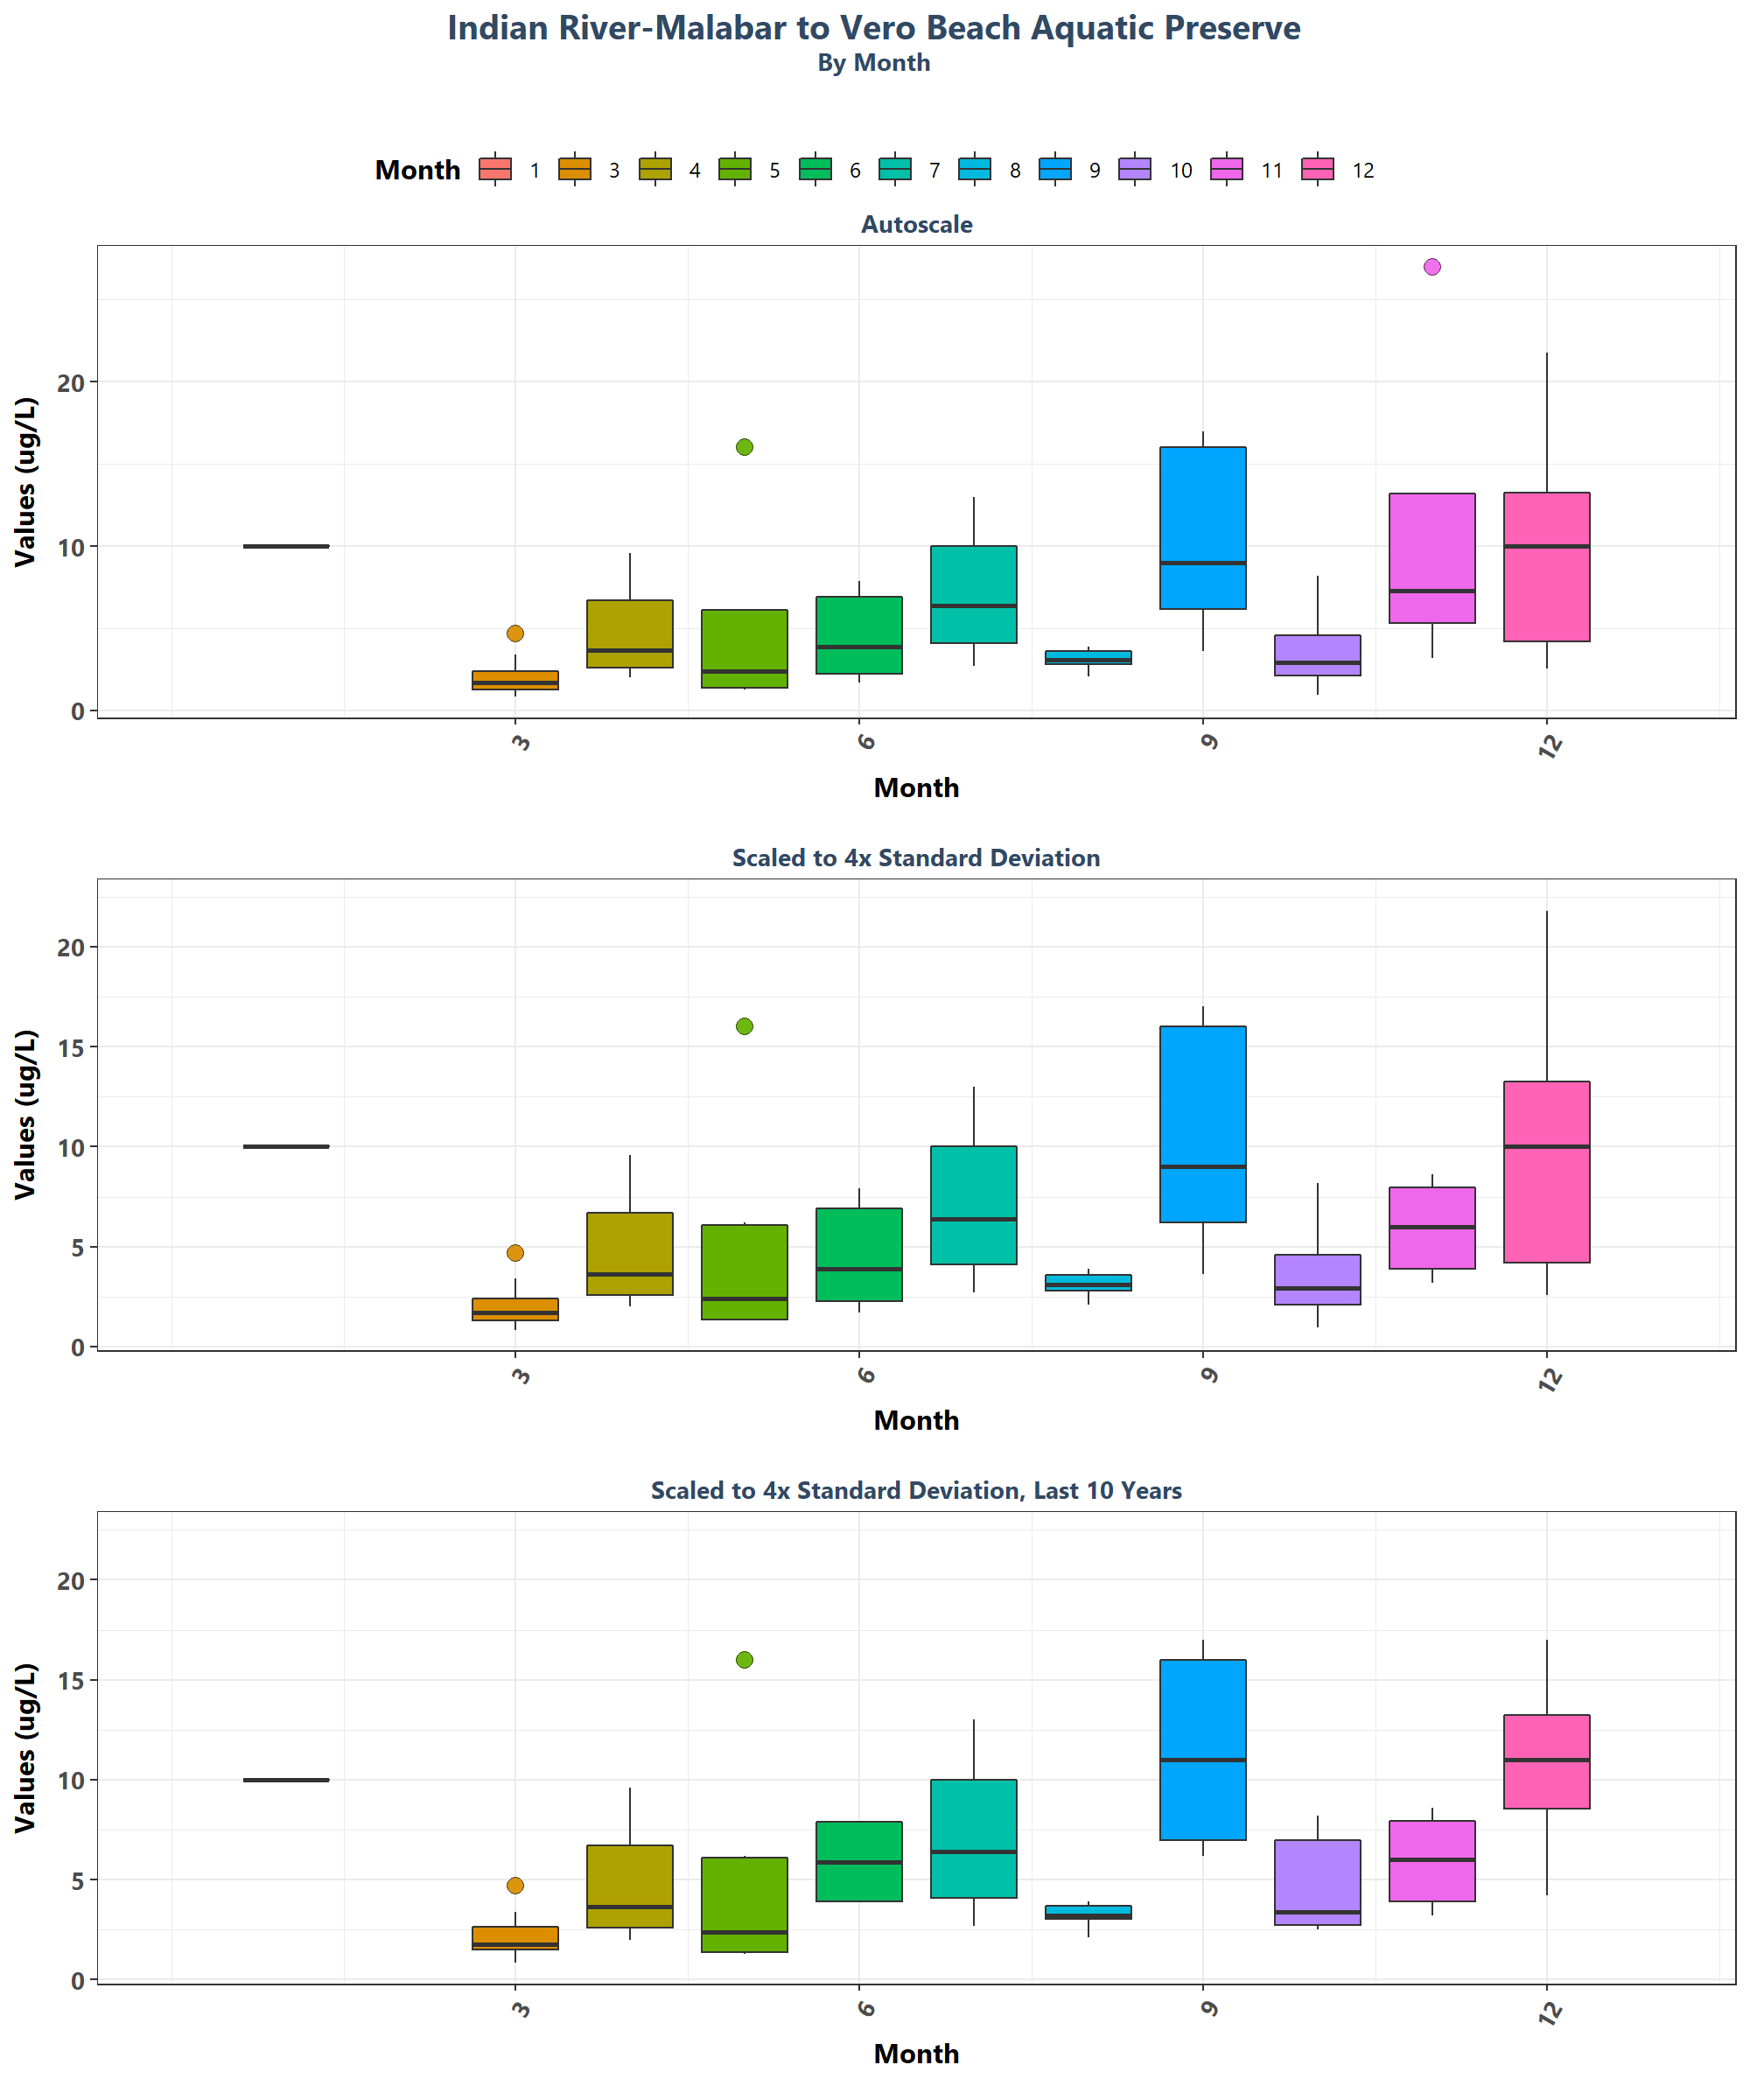 Indian River-Malabar to Vero Beach Aquatic Preserve
By Month
Month 1 3 4 5 6 7 8 9 10 11 12
Autoscale
Values (ug/L)
20
10
0
3 6 9 12
Month
Scaled to 4x Standard Deviation
Values (ug/L)
20
15
10
5
0
3 6 9 12
Month
Scaled to 4x Standard Deviation, Last 10 Years
Values (ug/L)
20
15
10
5
0
3 6 9 12
Month